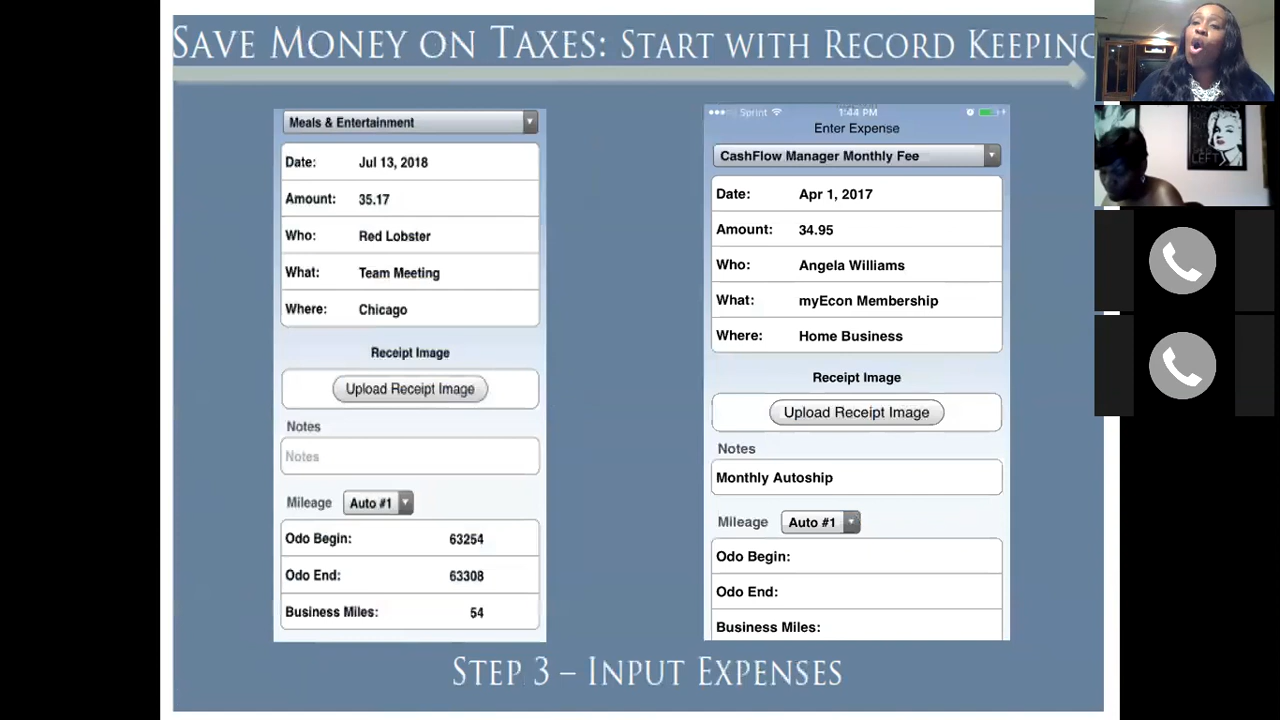 SAVE MONEY ON TAXES: START WITH RECORD KEEPING
Meals & Entertainment
Date: Jul 13, 2018
Amount: 35.17
Who: Red Lobster
What: Team Meeting
Where: Chicago
Receipt Image
Upload Receipt Image
Notes
Notes
Mileage Auto #1
Odo Begin: 63254
Odo End: 63308
Business Miles: 54
Sprint 1:44 PM
Enter Expense
CashFlow Manager Monthly Fee
Date: Apr 1, 2017
Amount: 34.95
Who: Angela Williams
What: myEcon Membership
Where: Home Business
Receipt Image
Upload Receipt Image
Notes
Monthly Autoship
Mileage Auto #1
Odo Begin:
Odo End:
Business Miles:
STEP 3 – INPUT EXPENSES
LEFT